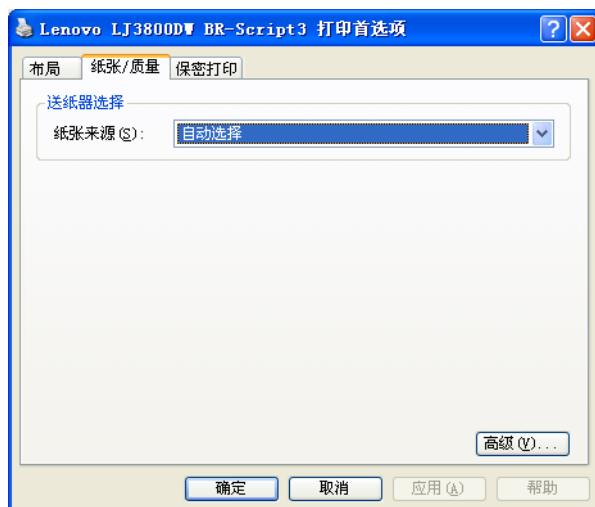 Lenovo LJ3800DW BR-Script3 打印首选项
布局 纸张/质量 保密打印
送纸器选择
纸张来源(S): 自动选择
高级(V)...
确定 取消 应用(A) 帮助